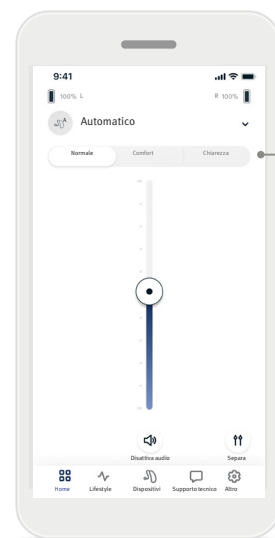 9:41
100% L
R 100%
Automatico
Normale Comfort Chiarezza
Disattiva audio Separa
Home Lifestyle Dispositivi Supporto tecnico Altro